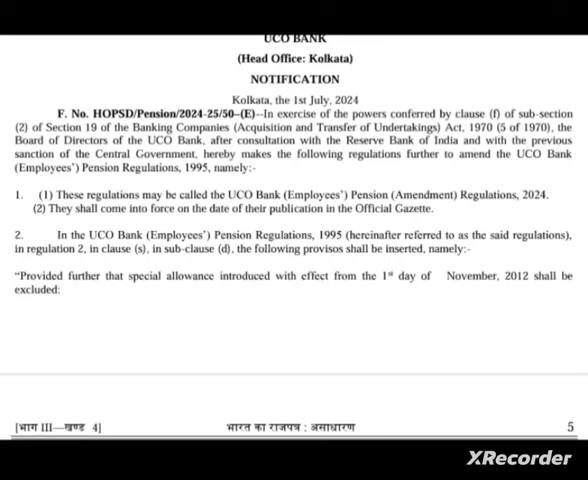 UCO BANK
(Head Office: Kolkata)
NOTIFICATION
Kolkata, the 1st July, 2024
F. No. HOPSD/Pension/2024-25/50–(E)--In exercise of the powers conferred by clause (f) of sub-section
(2) of Section 19 of the Banking Companies (Acquisition and Transfer of Undertakings) Act, 1970 (5 of 1970), the
Board of Directors of the UCO Bank, after consultation with the Reserve Bank of India and with the previous
sanction of the Central Government, hereby makes the following regulations further to amend the UCO Bank
(Employees’) Pension Regulations, 1995, namely:-
1. (1) These regulations may be called the UCO Bank (Employees’) Pension (Amendment) Regulations, 2024.
(2) They shall come into force on the date of their publication in the Official Gazette.
2. In the UCO Bank (Employees’) Pension Regulations, 1995 (hereinafter referred to as the said regulations),
in regulation 2, in clause (s), in sub-clause (d), the following provisos shall be inserted, namely:-
“Provided further that special allowance introduced with effect from the 1st day of November, 2012 shall be
excluded:
[भाग III—खण्ड 4] भारत का राजपत्र : असाधारण 5
XRecorder